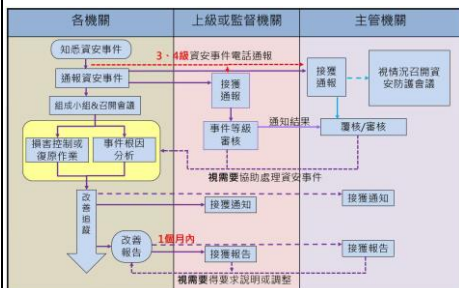 各機關
上級或監督機關
主管機關
知悉資安事件
3、4級資安事件電話通報
通報資安事件
接獲
通報
接獲
通報
視情況召開資
安防護會議
組成小組&召開會議
事件等級
審核
通知結果
覆核/審核
損害控制或
復原作業
事件根因
分析
視需要協助處理資安事件
改善追蹤
接獲通知
接獲通知
改善
報告
1個月內
接獲報告
接獲報告
視需要得要求說明或調整